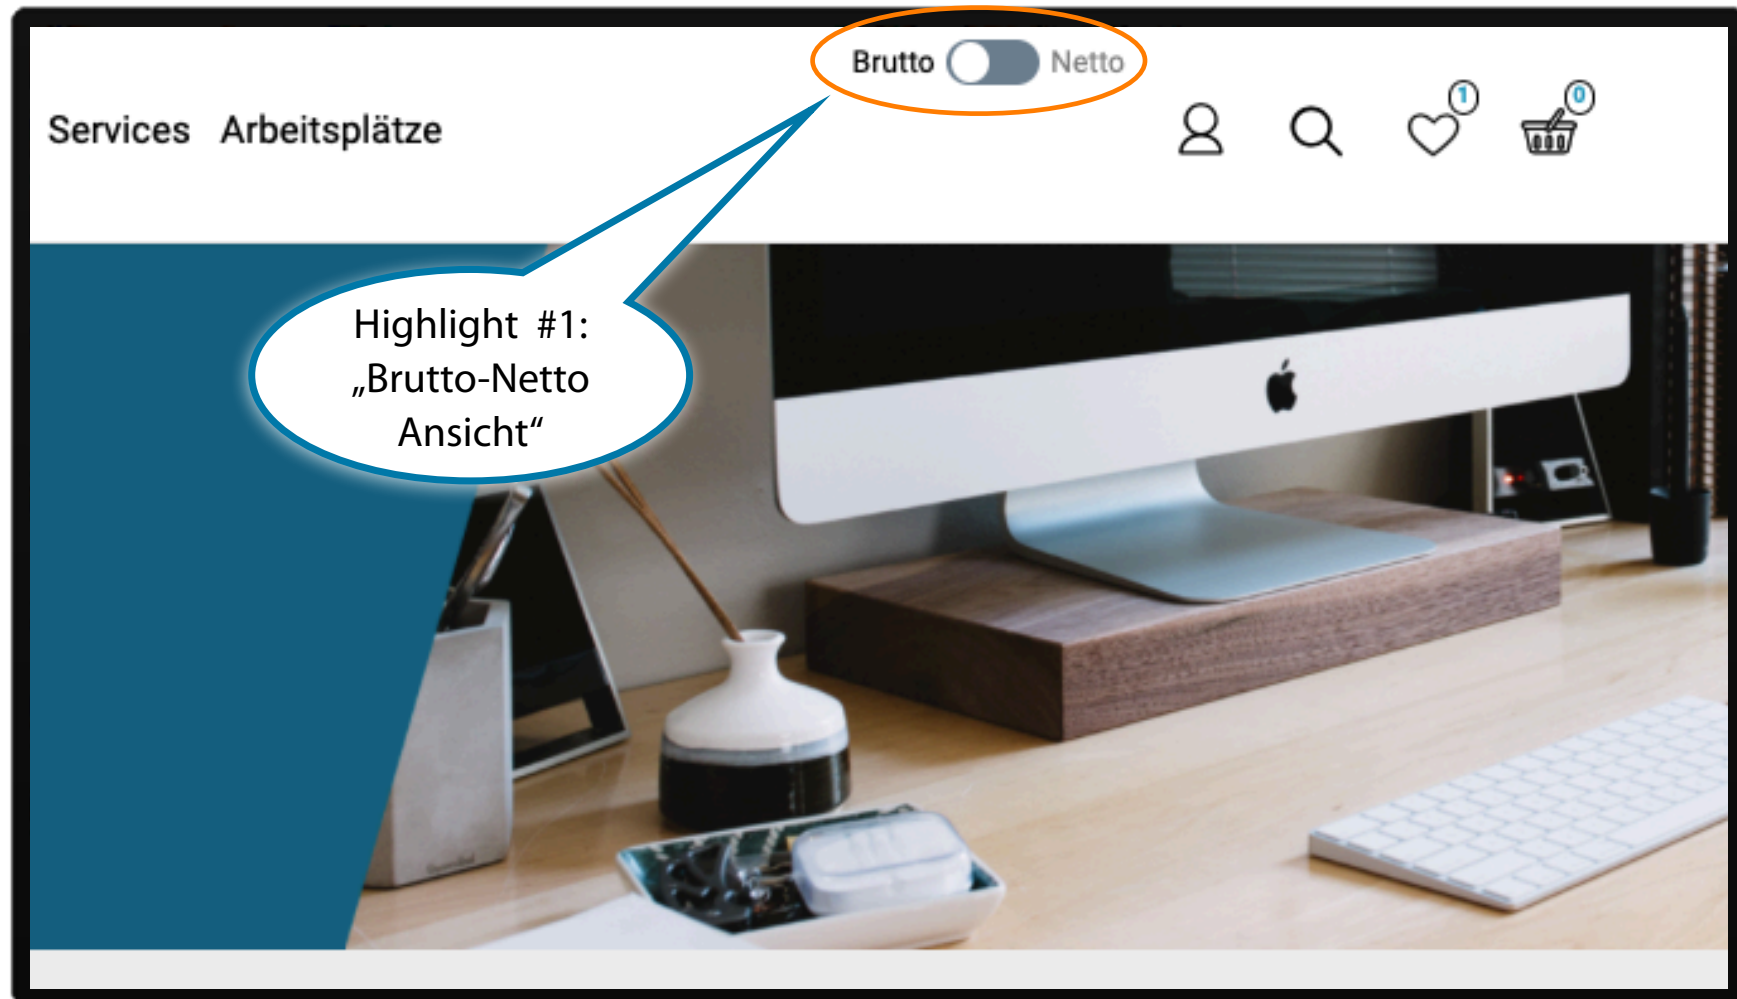 Brutto Netto
Services Arbeitsplätze
1 0
Highlight #1:
„Brutto-Netto
Ansicht“